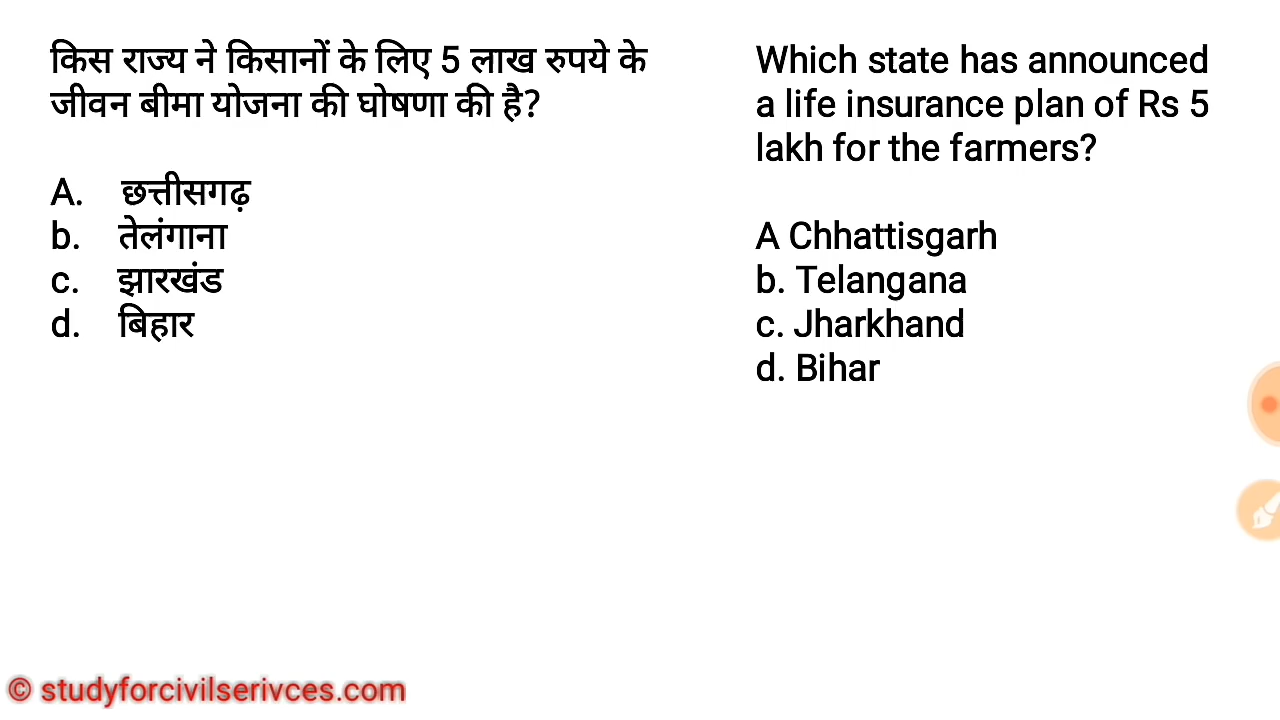 किस राज्य ने किसानों के लिए 5 लाख रुपये के
जीवन बीमा योजना की घोषणा की है?
A. छत्तीसगढ़
b. तेलंगाना
c. झारखंड
d. बिहार
Which state has announced
a life insurance plan of Rs 5
lakh for the farmers?
A Chhattisgarh
b. Telangana
c. Jharkhand
d. Bihar
© studyforcivilserivces.com